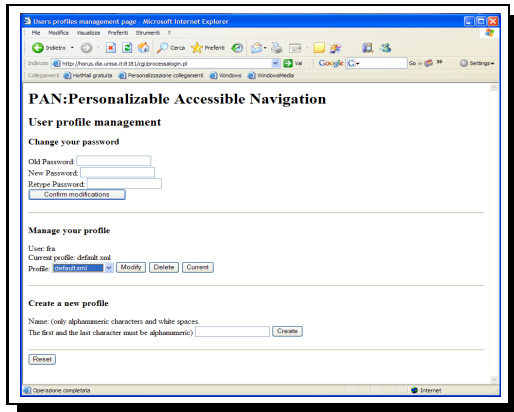 Users profiles management page - Microsoft Internet Explorer
File Modifica Visualizza Preferiti Strumenti ?
Indietro Cerca Preferiti
Indirizzo http://horus.dia.unisa.it:8181/cgi/processalogin.pl Vai Google G Go Settings
Collegamenti HotMail gratuita Personalizzazione collegamenti Windows WindowsMedia
PAN:Personalizable Accessible Navigation
User profile management
Change your password
Old Password:
New Password:
Retype Password:
Confirm modifications
Manage your profile
User: fra
Current profile: default.xml
Profile: default.xml Modify Delete Current
Create a new profile
Name: (only alphanumeric characters and white spaces.
The first and the last character must be alphanumeric) Create
Reset
Operazione completata Internet